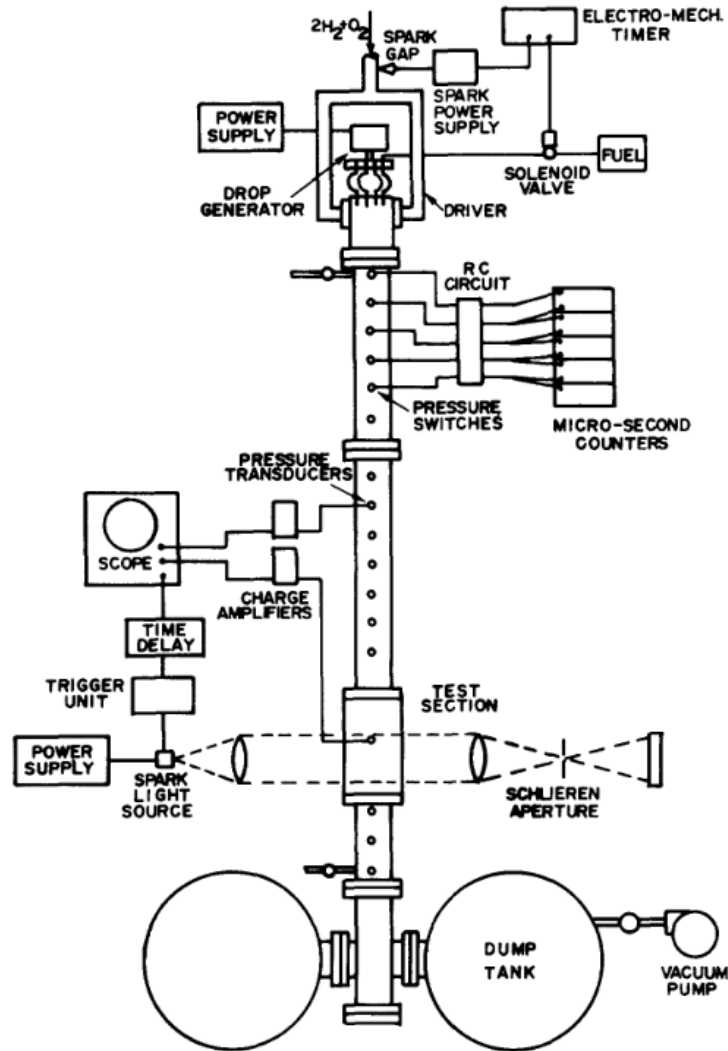 2H₂+O₂
SPARK
GAP
ELECTRO-MECH.
TIMER
SPARK
POWER
SUPPLY
POWER
SUPPLY
FUEL
SOLENOID
VALVE
DROP
GENERATOR
DRIVER
RC
CIRCUIT
PRESSURE
SWITCHES
MICRO-SECOND
COUNTERS
PRESSURE
TRANSDUCERS
SCOPE
CHARGE
AMPLIFIERS
TIME
DELAY
TRIGGER
UNIT
TEST
SECTION
POWER
SUPPLY
SPARK
LIGHT
SOURCE
SCHLIEREN
APERTURE
DUMP
TANK
VACUUM
PUMP